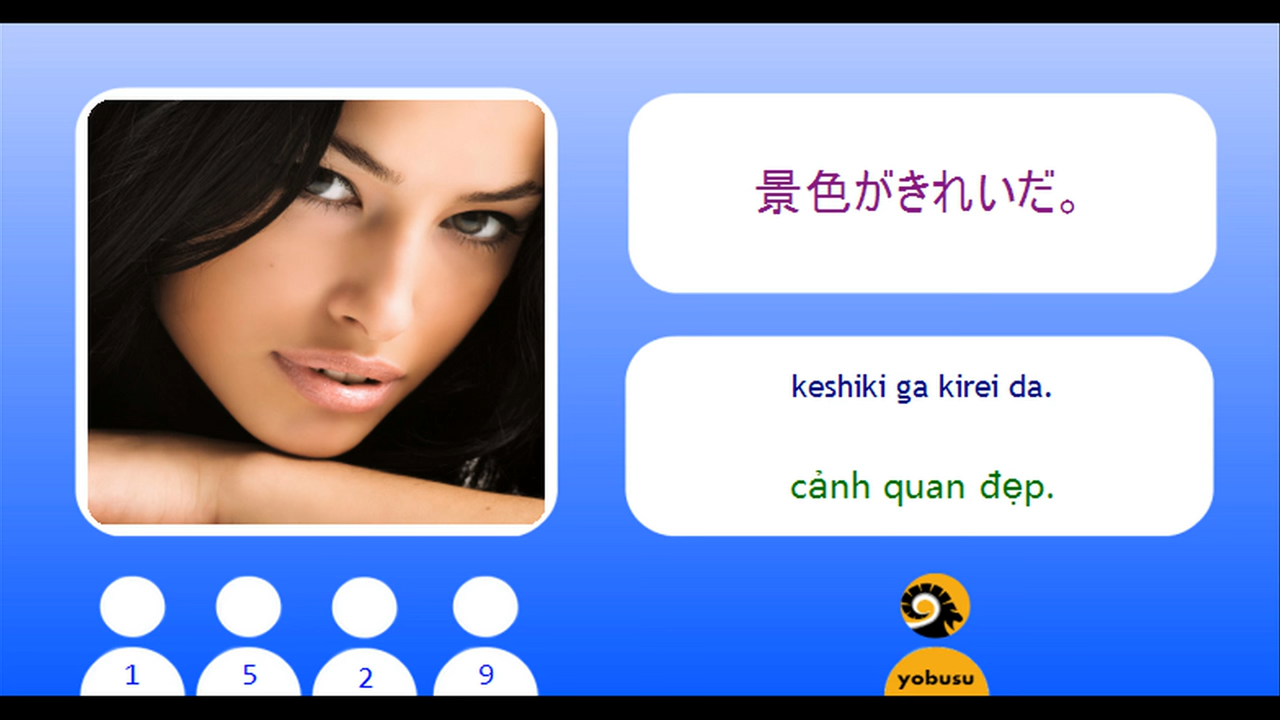 景色がきれいだ。
keshiki ga kirei da.
cảnh quan đẹp.
1 5 2 9
yobusu